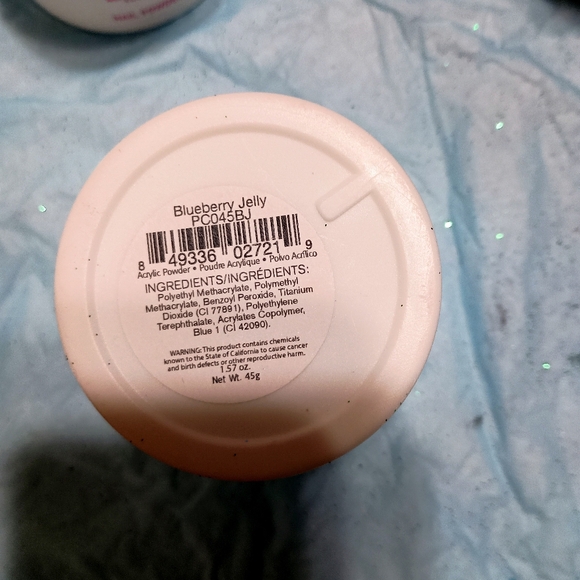 Blueberry Jelly
PC045BJ
8 49336 02721 9
Acrylic Powder • Poudre Acrylique • Polvo Acrílico
INGREDIENTS/INGRÉDIENTS:
Polyethyl Methacrylate, Polymethyl
Methacrylate, Benzoyl Peroxide, Titanium
Dioxide (CI 77891), Polyethylene
Terephthalate, Acrylates Copolymer,
Blue 1 (CI 42090).
WARNING: This product contains chemicals
known to the State of California to cause cancer
and birth defects or other reproductive harm.
1.57 oz.
Net Wt. 45g